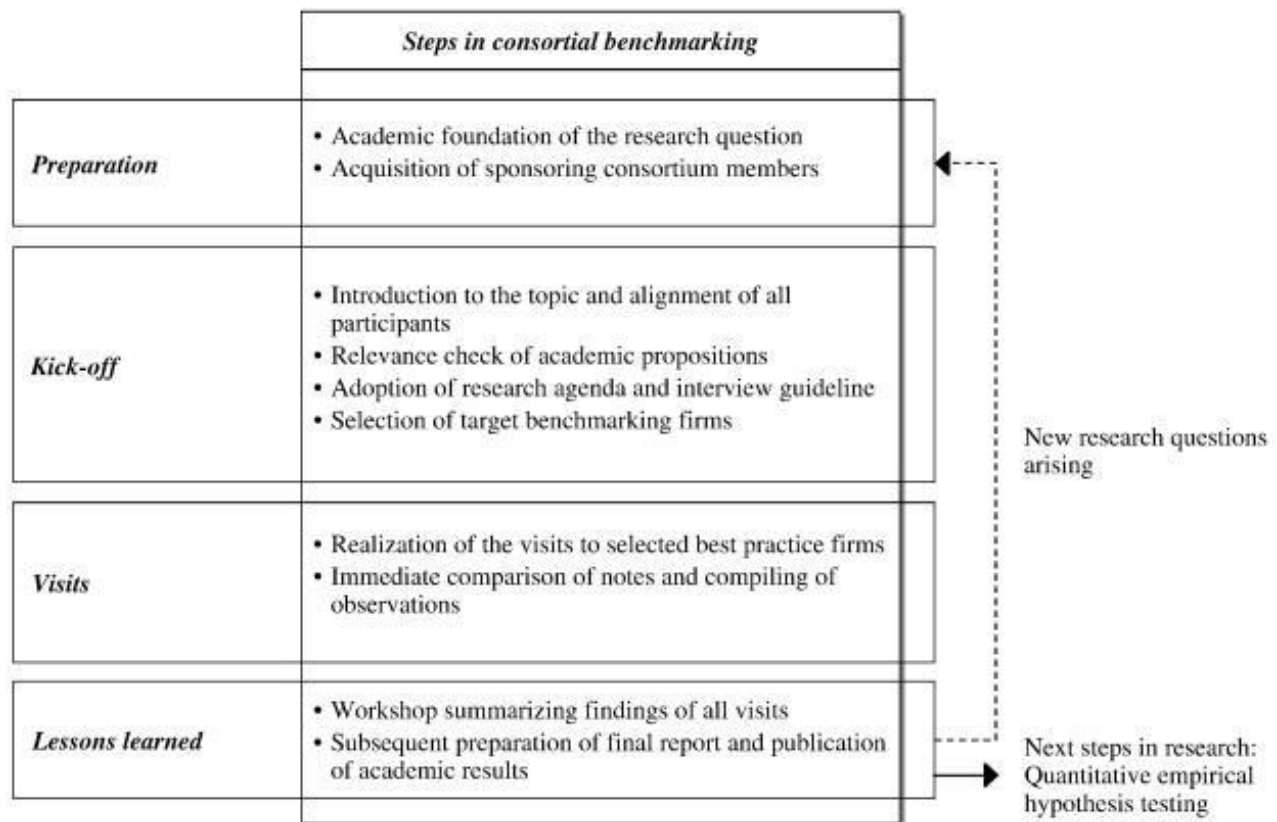 Steps in consortial benchmarking
Preparation
• Academic foundation of the research question
• Acquisition of sponsoring consortium members
Kick-off
• Introduction to the topic and alignment of all
participants
• Relevance check of academic propositions
• Adoption of research agenda and interview guideline
• Selection of target benchmarking firms
Visits
• Realization of the visits to selected best practice firms
• Immediate comparison of notes and compiling of
observations
Lessons learned
• Workshop summarizing findings of all visits
• Subsequent preparation of final report and publication
of academic results
New research questions
arising
Next steps in research:
Quantitative empirical
hypothesis testing